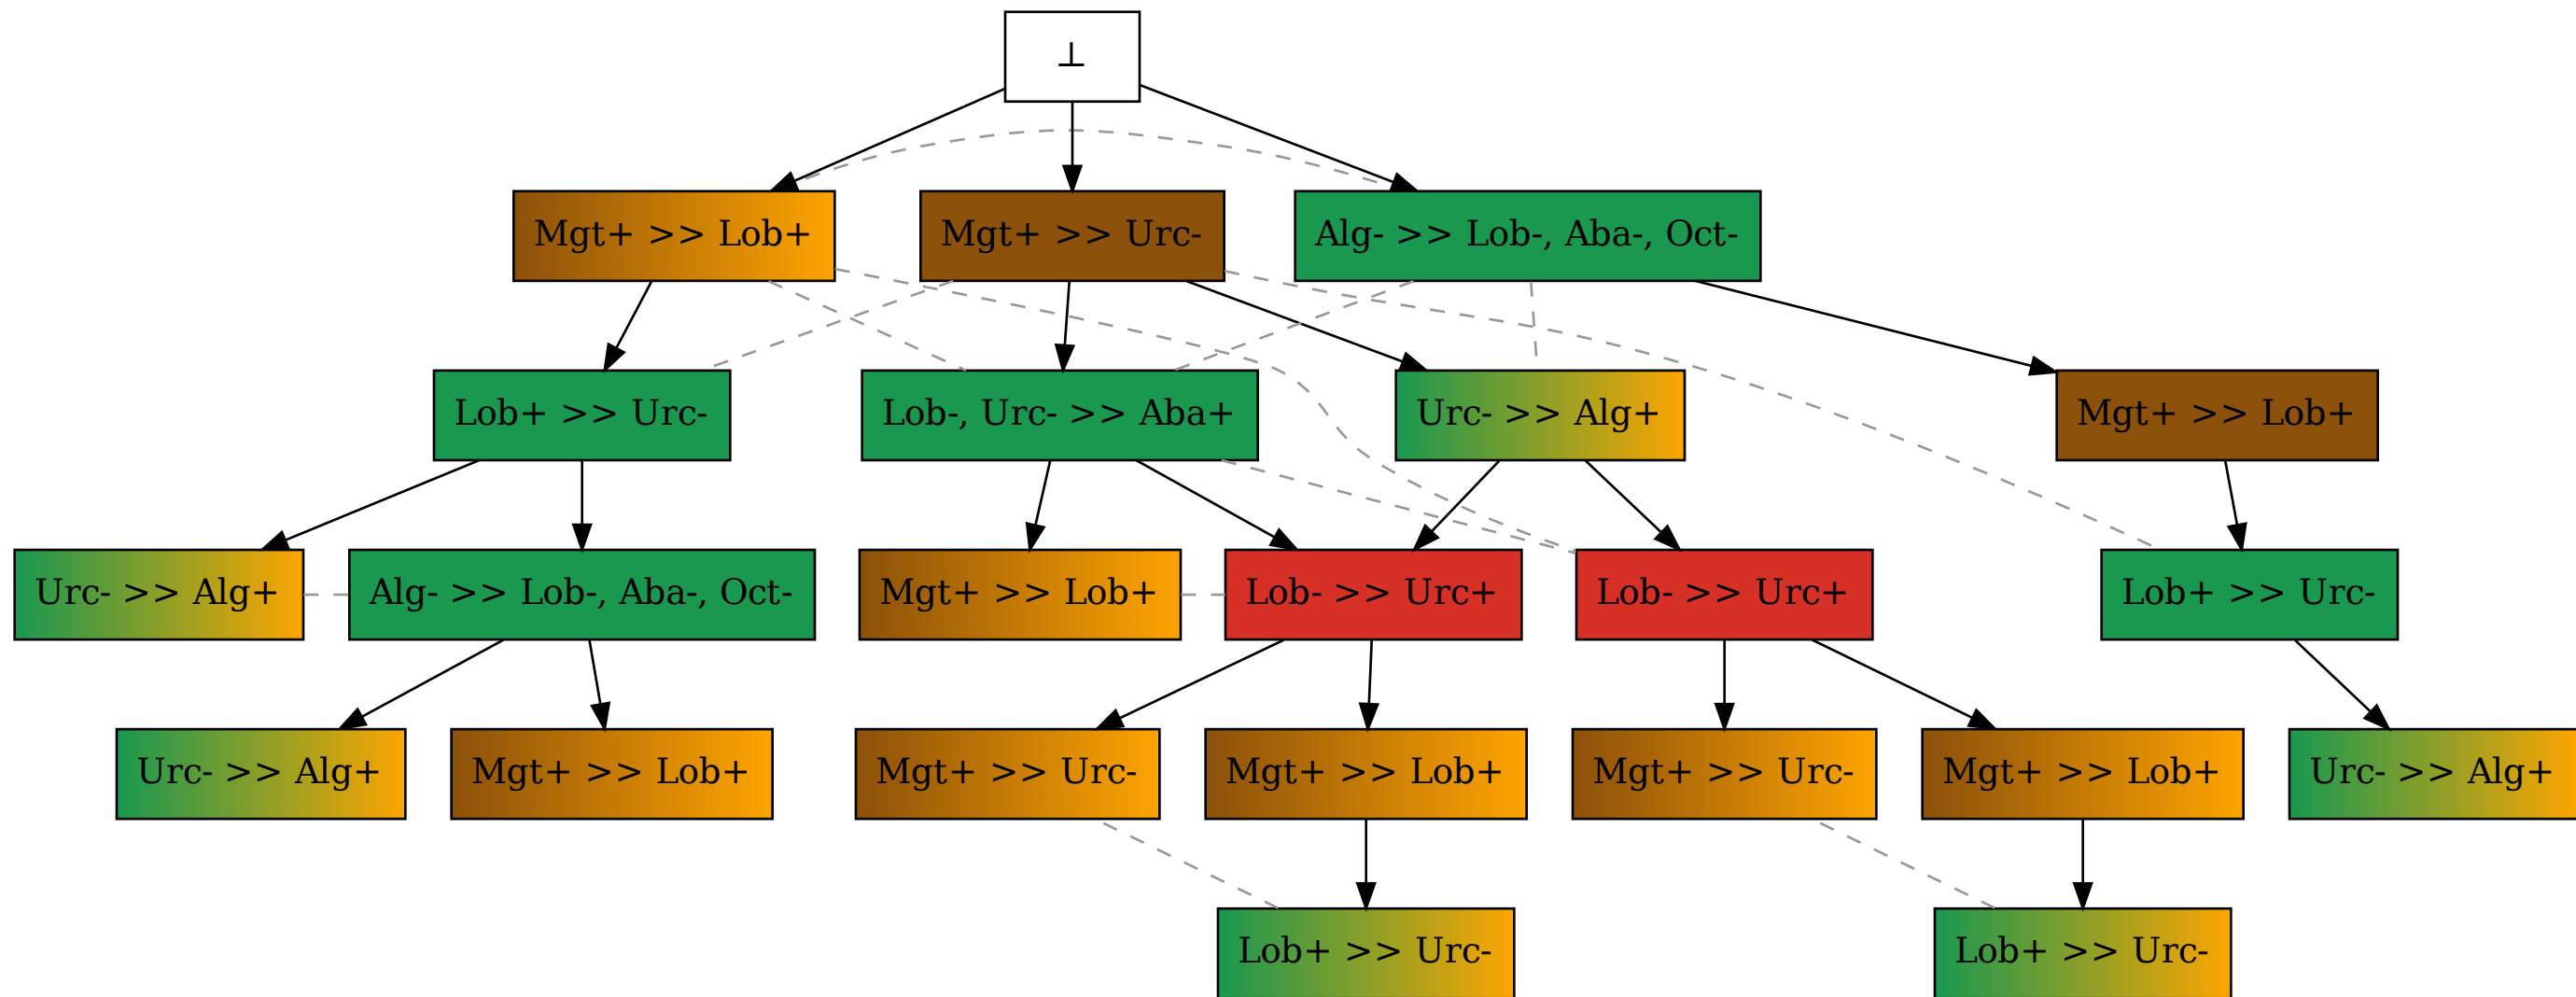 ⊥
Mgt+ >> Lob+
Mgt+ >> Urc-
Alg- >> Lob-, Aba-, Oct-
Lob+ >> Urc-
Lob-, Urc- >> Aba+
Urc- >> Alg+
Mgt+ >> Lob+
Urc- >> Alg+
Alg- >> Lob-, Aba-, Oct-
Mgt+ >> Lob+
Lob- >> Urc+
Lob- >> Urc+
Lob+ >> Urc-
Urc- >> Alg+
Mgt+ >> Lob+
Mgt+ >> Urc-
Mgt+ >> Lob+
Mgt+ >> Urc-
Mgt+ >> Lob+
Urc- >> Alg+
Lob+ >> Urc-
Lob+ >> Urc-